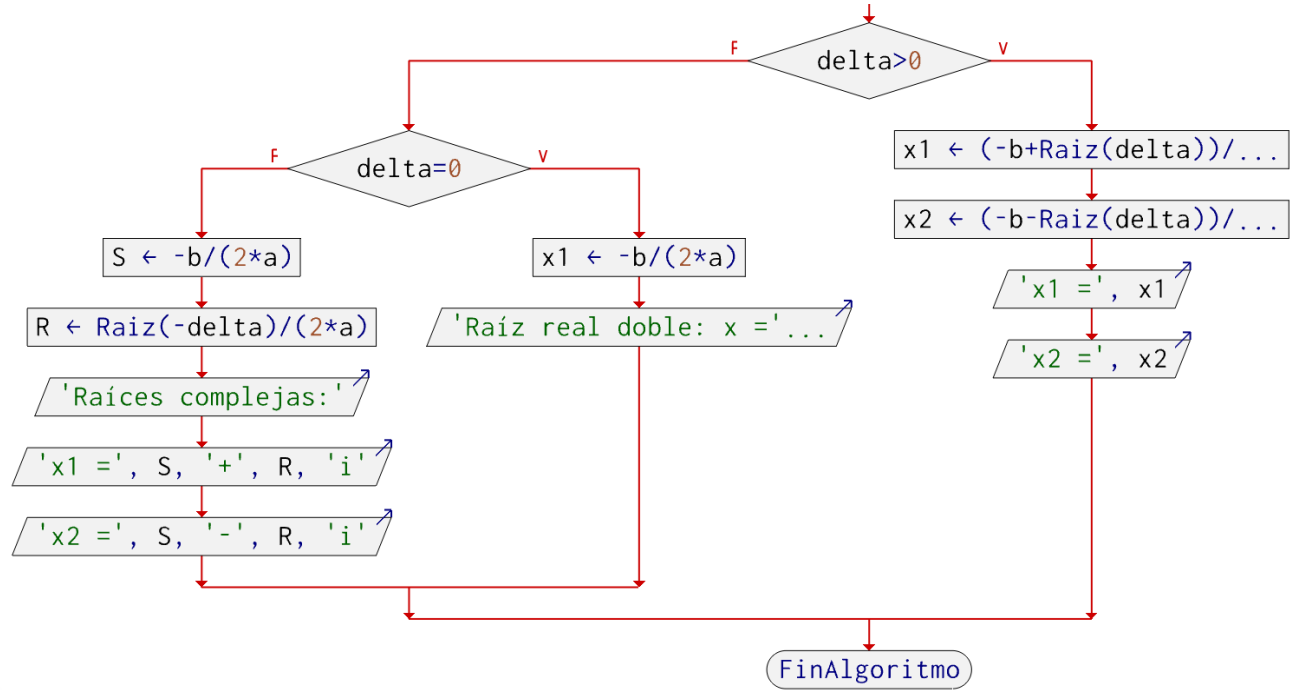 delta>0
F
V
delta=0
F
V
x1 ← (-b+Raiz(delta))/...
x2 ← (-b-Raiz(delta))/...
'x1 =', x1
'x2 =', x2
S ← -b/(2*a)
R ← Raiz(-delta)/(2*a)
'Raíces complejas:'
'x1 =', S, '+', R, 'i'
'x2 =', S, '-', R, 'i'
x1 ← -b/(2*a)
'Raíz real doble: x ='...
FinAlgoritmo